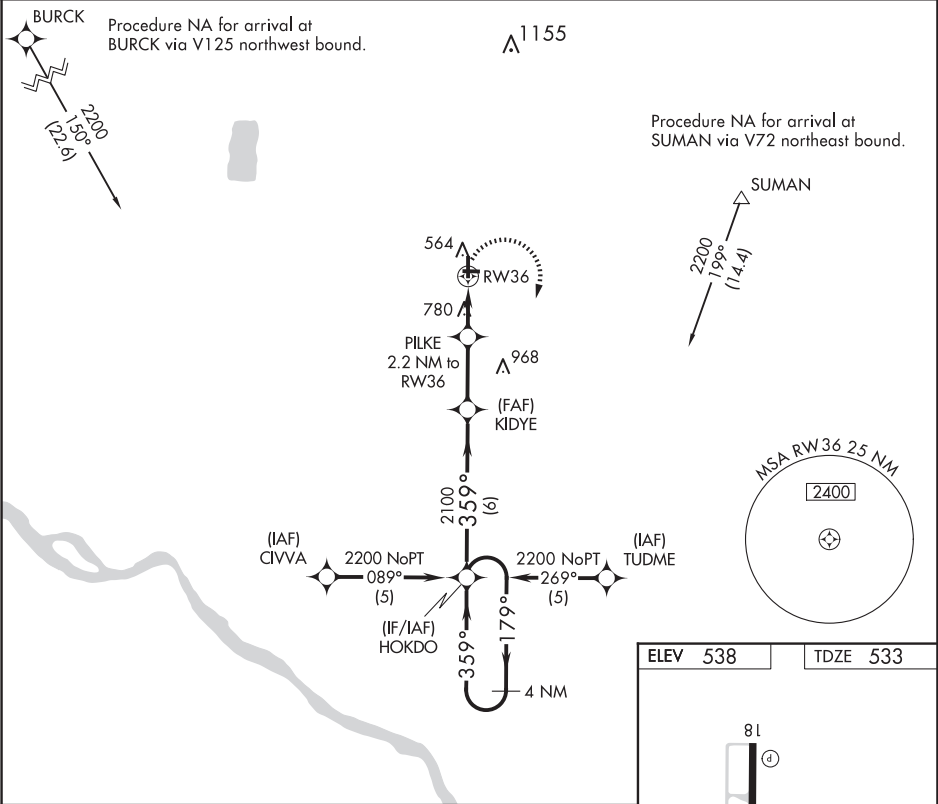 BURCK
Procedure NA for arrival at
BURCK via V125 northwest bound.
1155
2200
150°
(22.6)
Procedure NA for arrival at
SUMAN via V72 northeast bound.
SUMAN
2200
199°
(14.4)
564
RW36
780
PILKE
2.2 NM to
RW36
968
(FAF)
KIDYE
2100
359°
(6)
MSA RW36 25 NM
2400
(IAF)
CIVVA
2200 NoPT
089°
(5)
2200 NoPT
269°
(5)
(IAF)
TUDME
(IF/IAF)
HOKDO
359°
179°
4 NM
ELEV 538
TDZE 533
18
P